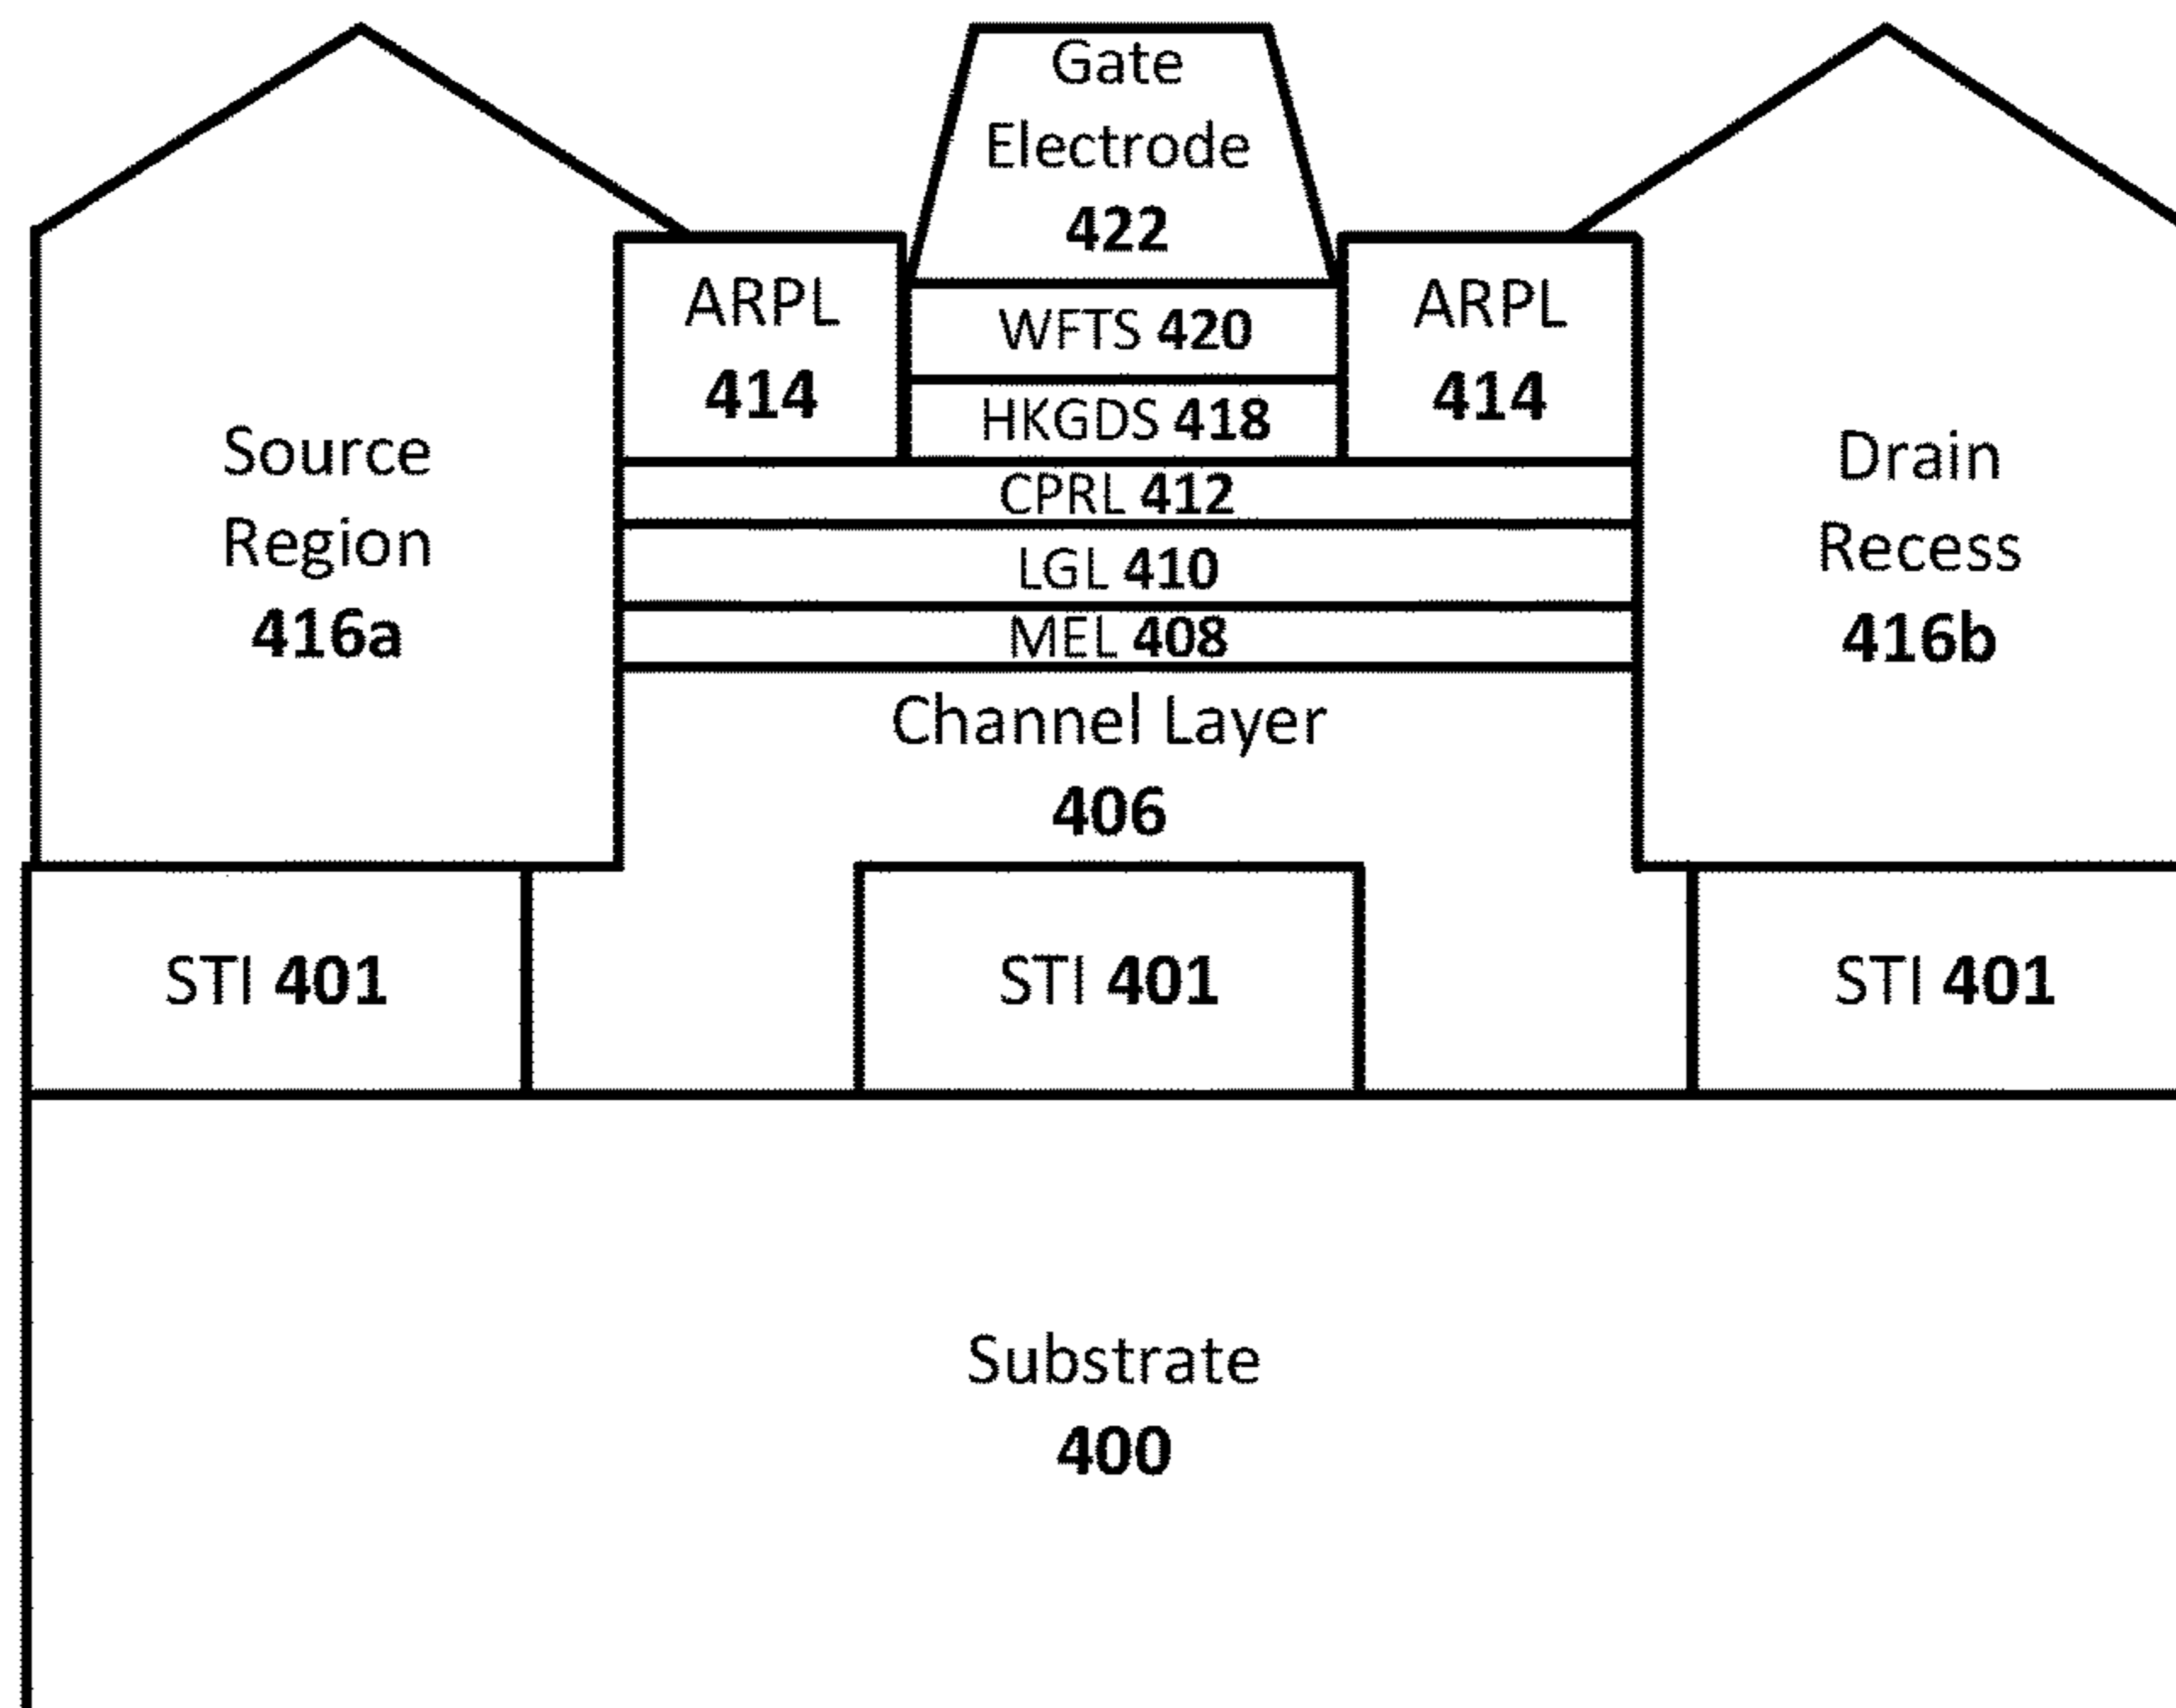 Gate
Electrode
422
ARPL
414
WFTS 420
HKGDS 418
ARPL
414
Source
Region
416a
CPRL 412
LGL 410
MEL 408
Drain
Recess
416b
Channel Layer
406
STI 401
STI 401
STI 401
Substrate
400